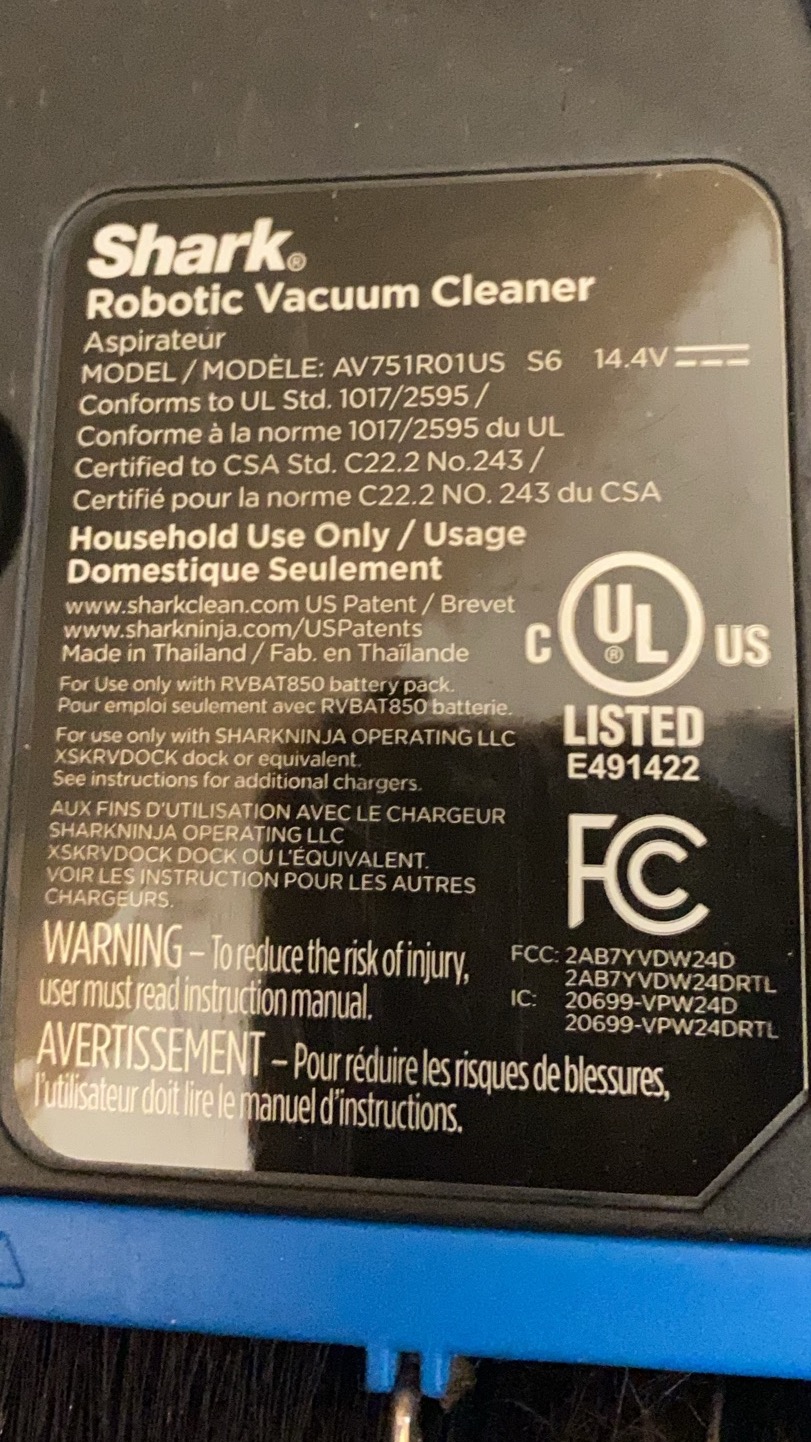 Shark®
Robotic Vacuum Cleaner
Aspirateur
MODEL / MODÈLE: AV751R01US S6 14.4V
Conforms to UL Std. 1017/2595 /
Conforme à la norme 1017/2595 du UL
Certified to CSA Std. C22.2 No.243 /
Certifié pour la norme C22.2 NO. 243 du CSA
Household Use Only / Usage
Domestique Seulement
www.sharkclean.com US Patent / Brevet
www.sharkninja.com/USPatents
Made in Thailand / Fab. en Thaïlande
For Use only with RVBAT850 battery pack.
Pour emploi seulement avec RVBAT850 batterie.
For use only with SHARKNINJA OPERATING LLC
XSKRVDOCK dock or equivalent.
See instructions for additional chargers.
AUX FINS D'UTILISATION AVEC LE CHARGEUR
SHARKNINJA OPERATING LLC
XSKRVDOCK DOCK OU L'ÉQUIVALENT.
VOIR LES INSTRUCTION POUR LES AUTRES
CHARGEURS.
C UL® US
LISTED
E491422
FC
FCC: 2AB7YVDW24D
2AB7YVDW24DRTL
IC: 20699-VPW24D
20699-VPW24DRTL
WARNING – To reduce the risk of injury,
user must read instruction manual.
AVERTISSEMENT – Pour réduire les risques de blessures,
l'utilisateur doit lire le manuel d'instructions.